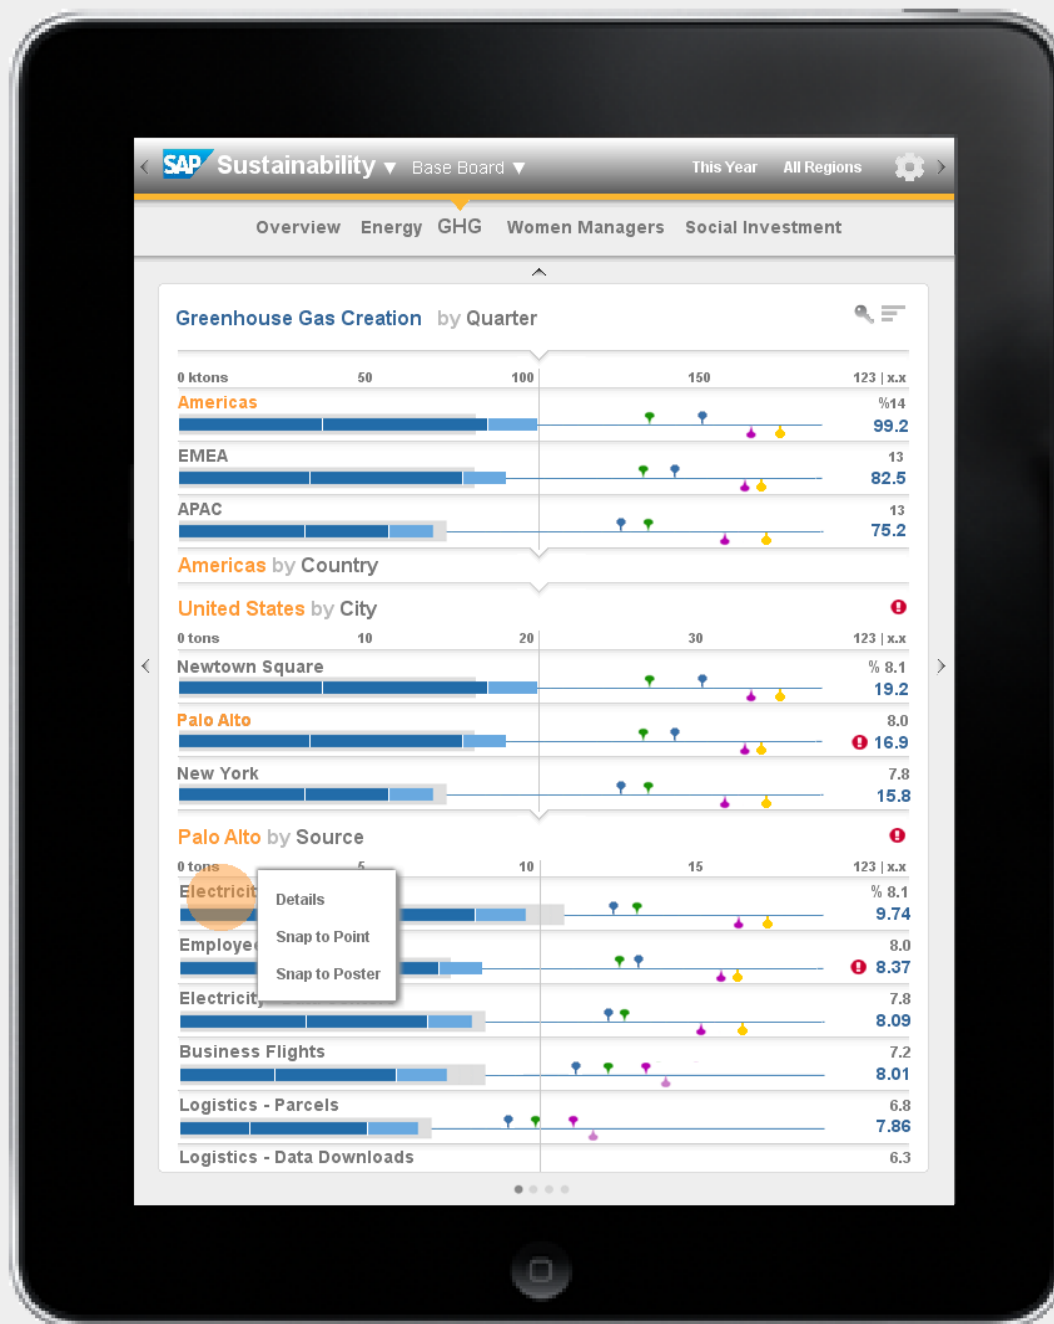 SAP Sustainability Base Board This Year All Regions
Overview Energy GHG Women Managers Social Investment
Greenhouse Gas Creation by Quarter
0 ktons 50 100 150 123 | x.x
Americas %14
99.2
EMEA 13
82.5
APAC 13
75.2
Americas by Country
United States by City
0 tons 10 20 30 123 | x.x
Newtown Square % 8.1
19.2
Palo Alto 8.0
16.9
New York 7.8
15.8
Palo Alto by Source
0 tons 5 10 15 123 | x.x
Electricit % 8.1
Details
9.74
Snap to Point
Employe 8.0
8.37
Snap to Poster
Electricity 7.8
8.09
Business Flights 7.2
8.01
Logistics - Parcels 6.8
7.86
Logistics - Data Downloads 6.3